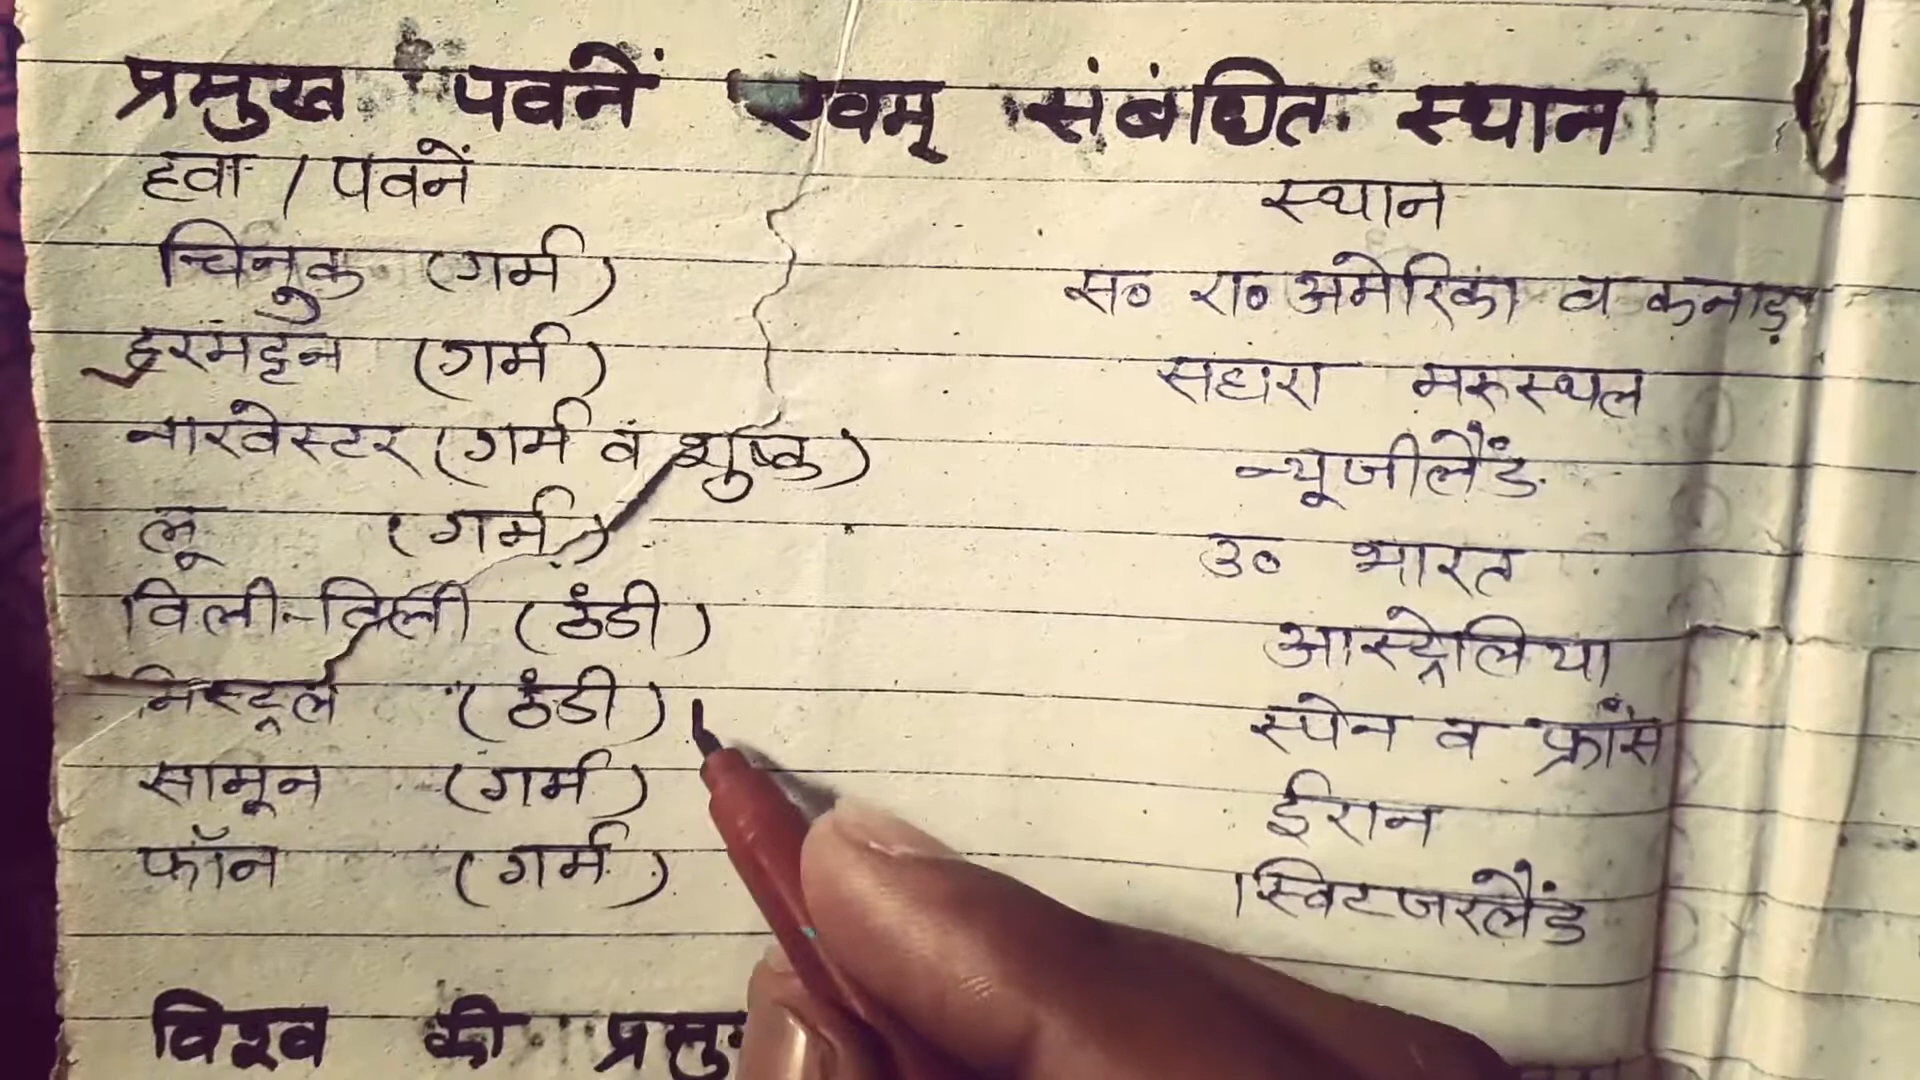 प्रमुख पवनें एवम् संबंधित स्थान
हवा / पवनें स्थान
चिनुक (गर्म) स० रा० अमेरिका व कनाड़ा
हरमट्टन (गर्म) सहारा मरुस्थल
नारवेस्टर (गर्म व शुष्क) न्यूजीलैंड
लू (गर्म) उ० भारत
विली-विली (ठंडी) आस्ट्रेलिया
मिस्ट्रल (ठंडी) स्पेन व फ्रांस
सामून (गर्म) ईरान
फॉन (गर्म) स्विटजरलैंड
विश्व की